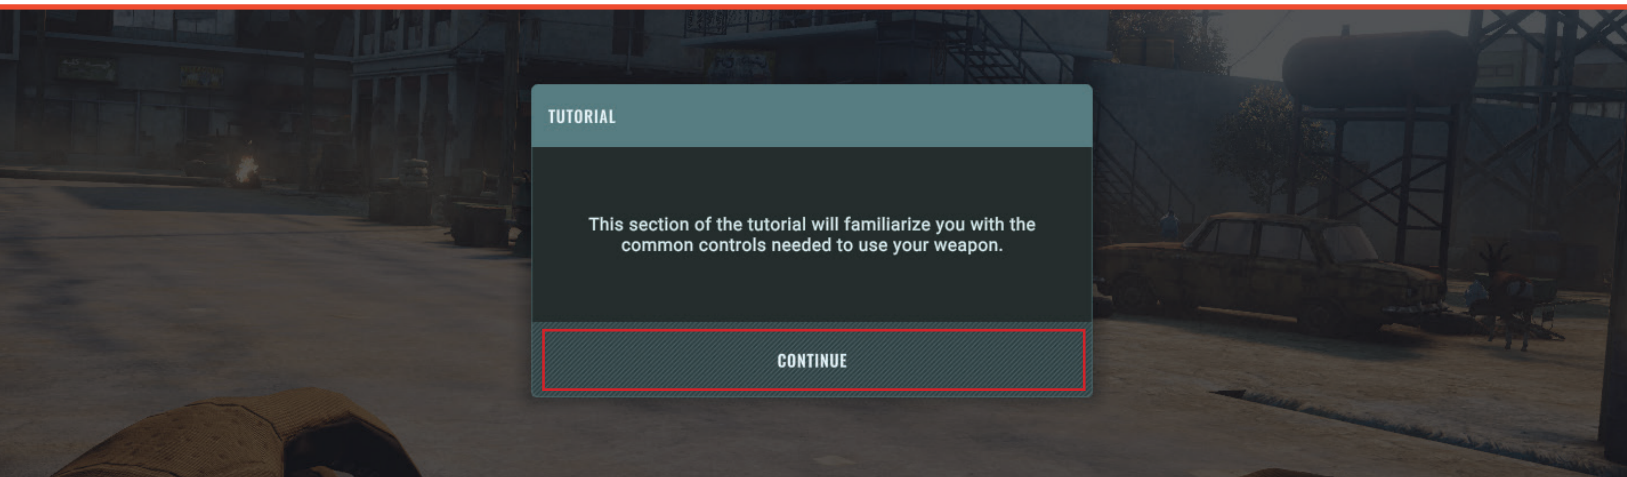 TUTORIAL
This section of the tutorial will familiarize you with the
common controls needed to use your weapon.
CONTINUE